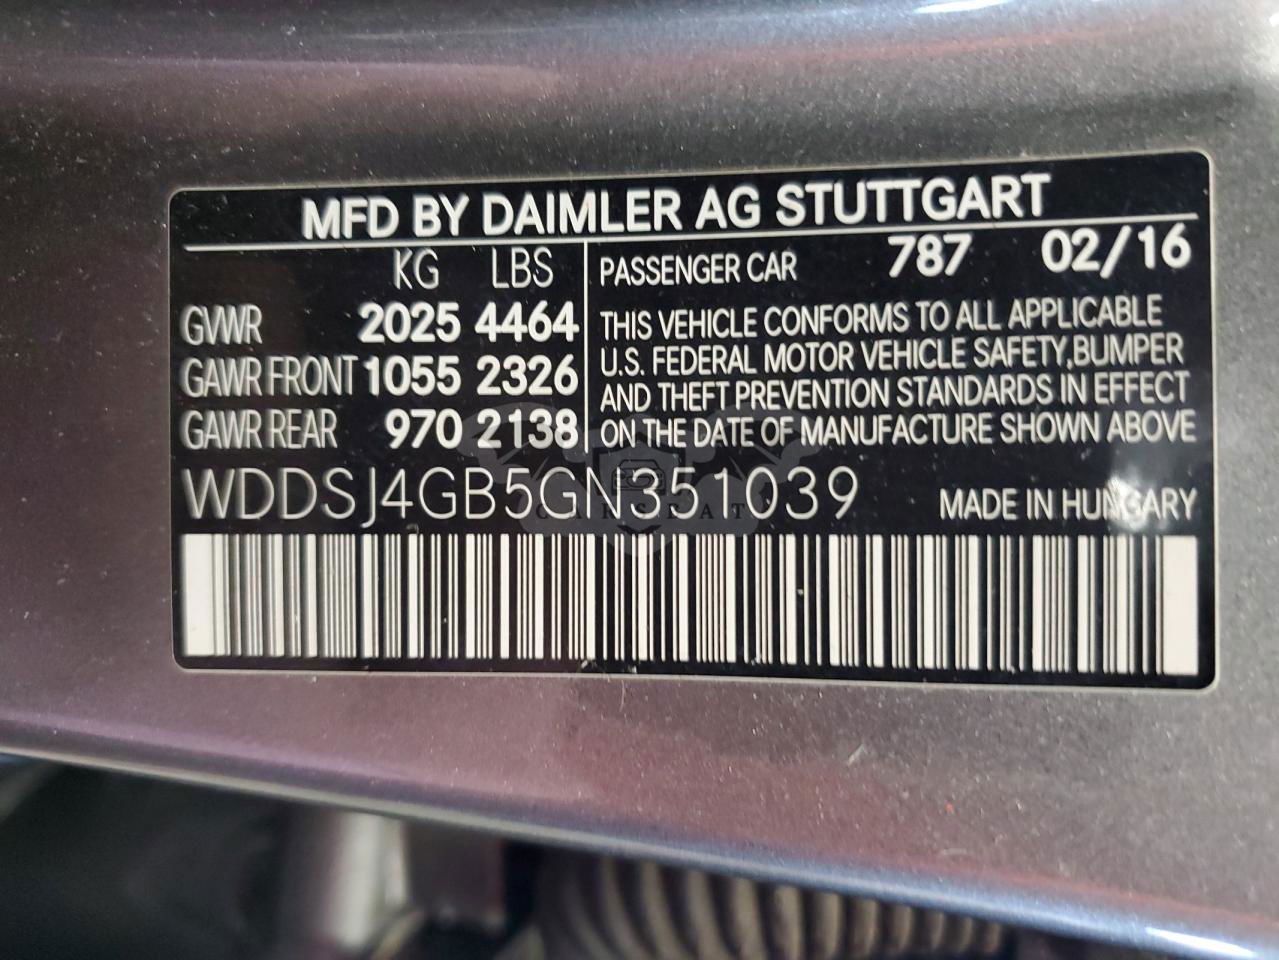 MFD BY DAIMLER AG STUTTGART
KG LBS
GVWR 2025 4464
GAWR FRONT 1055 2326
GAWR REAR 970 2138
PASSENGER CAR 787 02/16
THIS VEHICLE CONFORMS TO ALL APPLICABLE
U.S. FEDERAL MOTOR VEHICLE SAFETY,BUMPER
AND THEFT PREVENTION STANDARDS IN EFFECT
ON THE DATE OF MANUFACTURE SHOWN ABOVE
WDDSJ4GB5GN351039 MADE IN HUNGARY